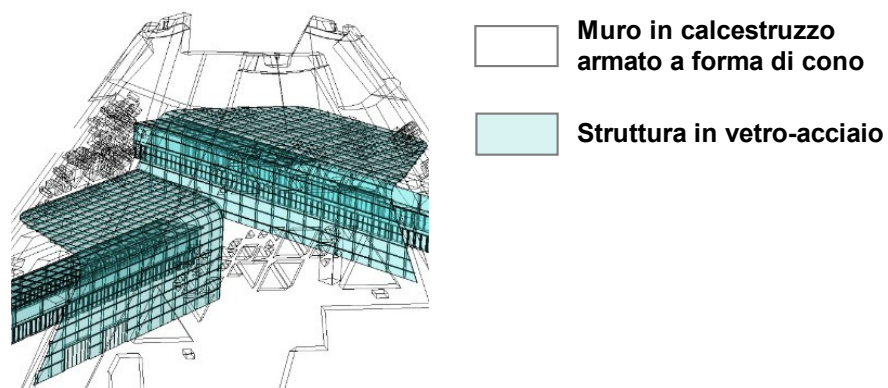 Muro in calcestruzzo
armato a forma di cono
Struttura in vetro-acciaio